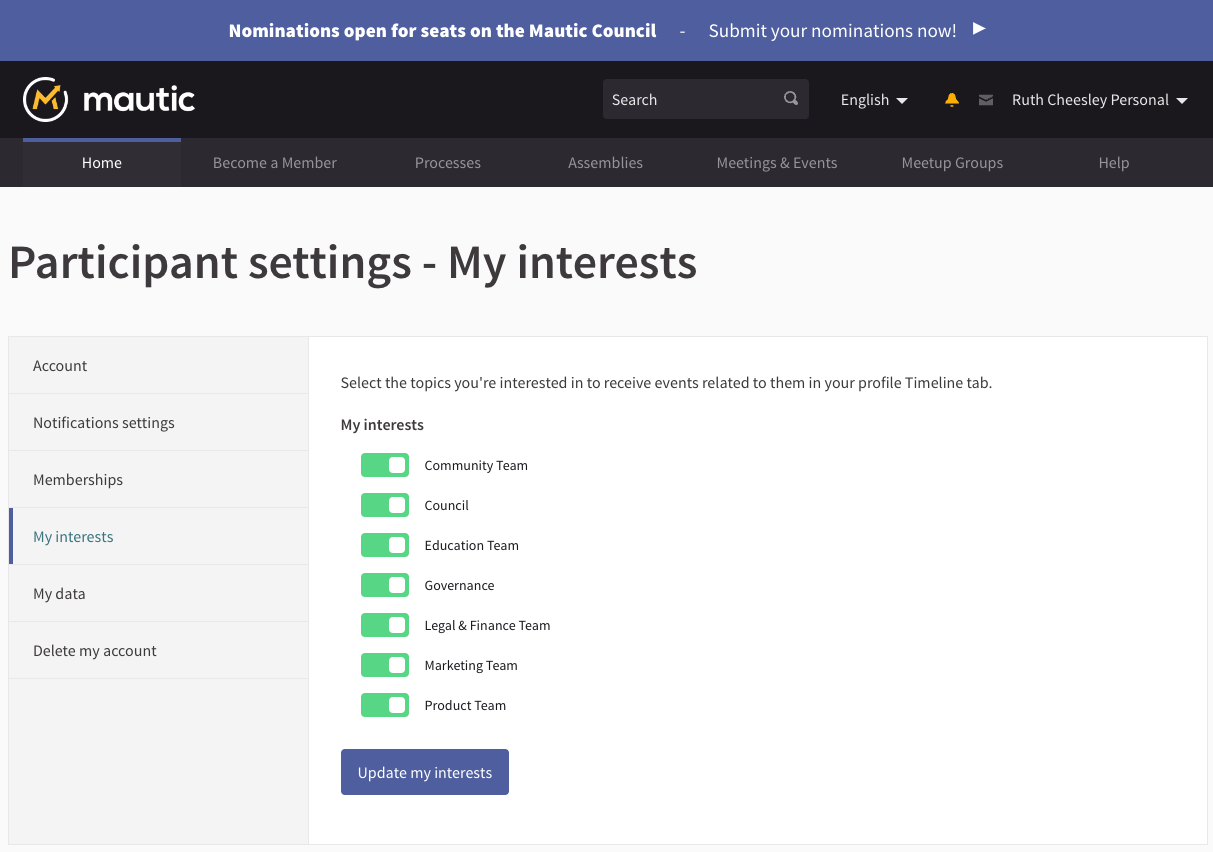 Nominations open for seats on the Mautic Council - Submit your nominations now! ►
mautic
Search
English
Ruth Cheesley Personal
Home Become a Member Processes Assemblies Meetings & Events Meetup Groups Help
Participant settings - My interests
Account
Notifications settings
Memberships
My interests
My data
Delete my account
Select the topics you're interested in to receive events related to them in your profile Timeline tab.
My interests
Community Team
Council
Education Team
Governance
Legal & Finance Team
Marketing Team
Product Team
Update my interests